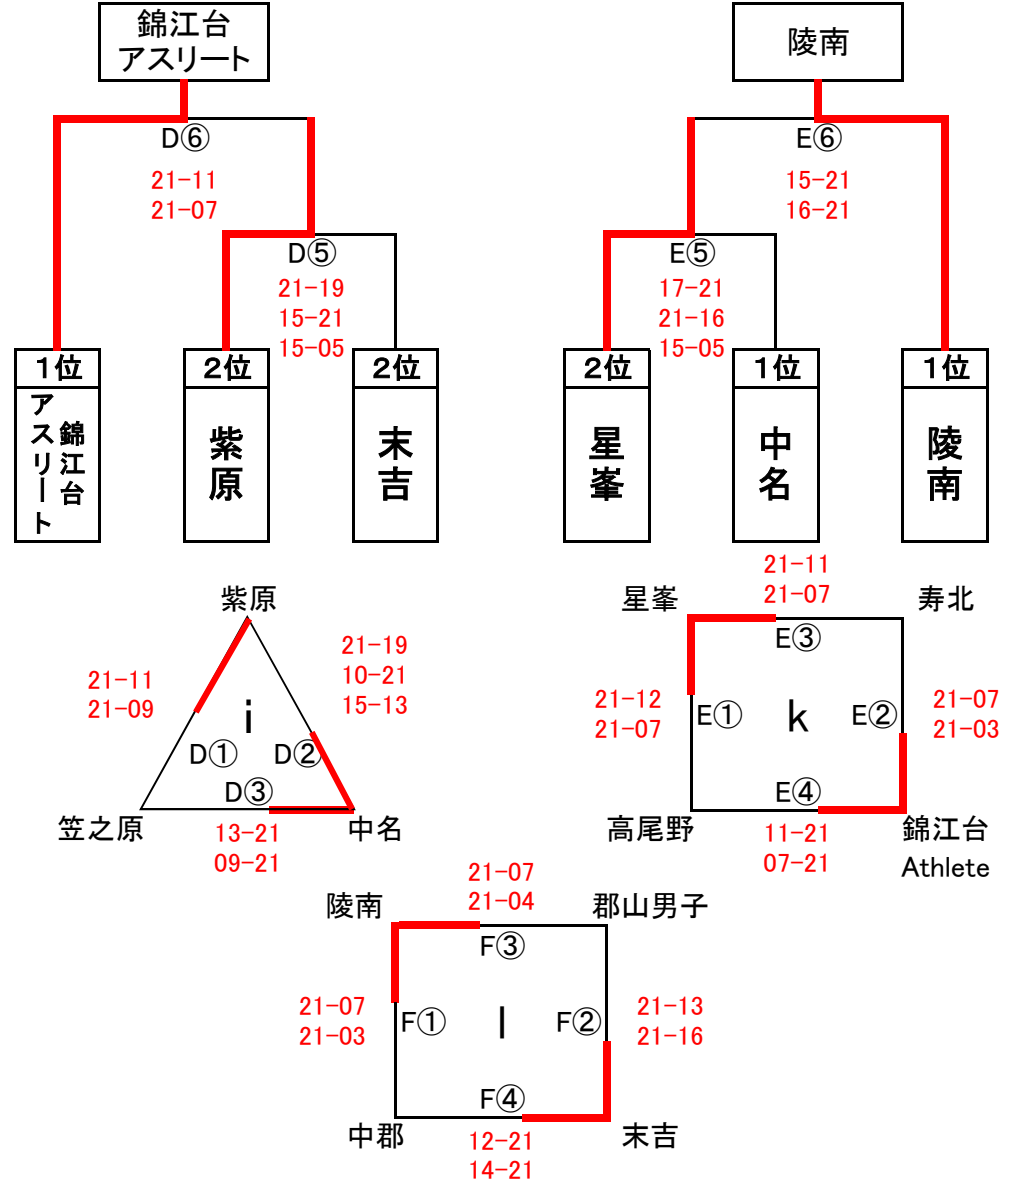 錦江台
アスリート
陵南
D⑥
21-11
21-07
E⑥
15-21
16-21
D⑤
21-19
15-21
15-05
E⑤
17-21
21-16
15-05
1位
2位
2位
2位
1位
1位
錦江台
アスリート
紫原
末吉
星峯
中名
陵南
紫原
21-11
21-09
21-19
10-21
15-13
i
D①
D②
D③
笠之原
中名
13-21
09-21
21-11
21-07
星峯
寿北
E③
21-12
21-07
E①
k
E②
21-07
21-03
E④
高尾野
11-21
07-21
錦江台
Athlete
21-07
21-04
陵南
郡山男子
F③
21-07
21-03
F①
l
F②
21-13
21-16
F④
中郡
12-21
14-21
末吉